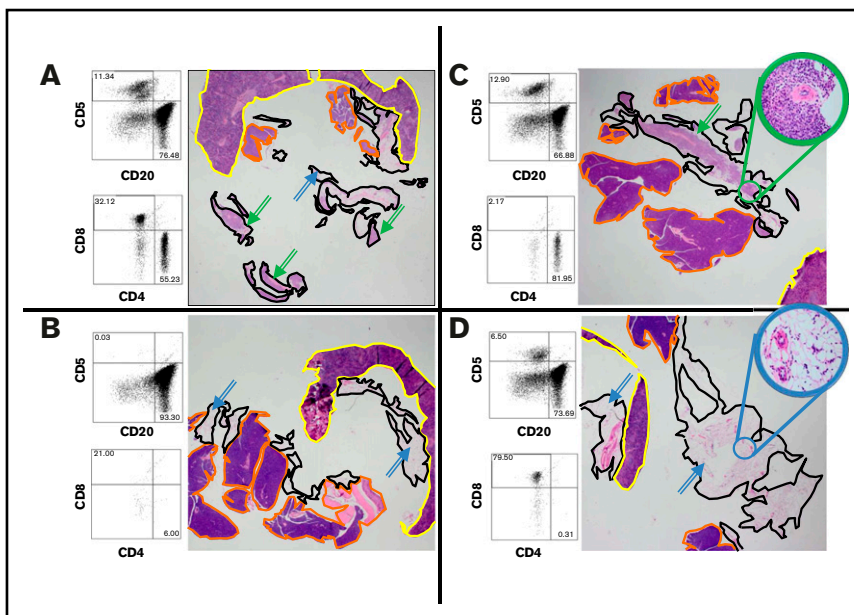 A
11.34
CD5
76.48
CD20
32.12
CD8
55.23
CD4
C
12.90
CD5
66.88
CD20
2.17
CD8
81.95
CD4
B
0.03
CD5
93.30
CD20
21.00
CD8
6.00
CD4
D
6.50
CD5
73.69
CD20
79.50
CD8
0.31
CD4